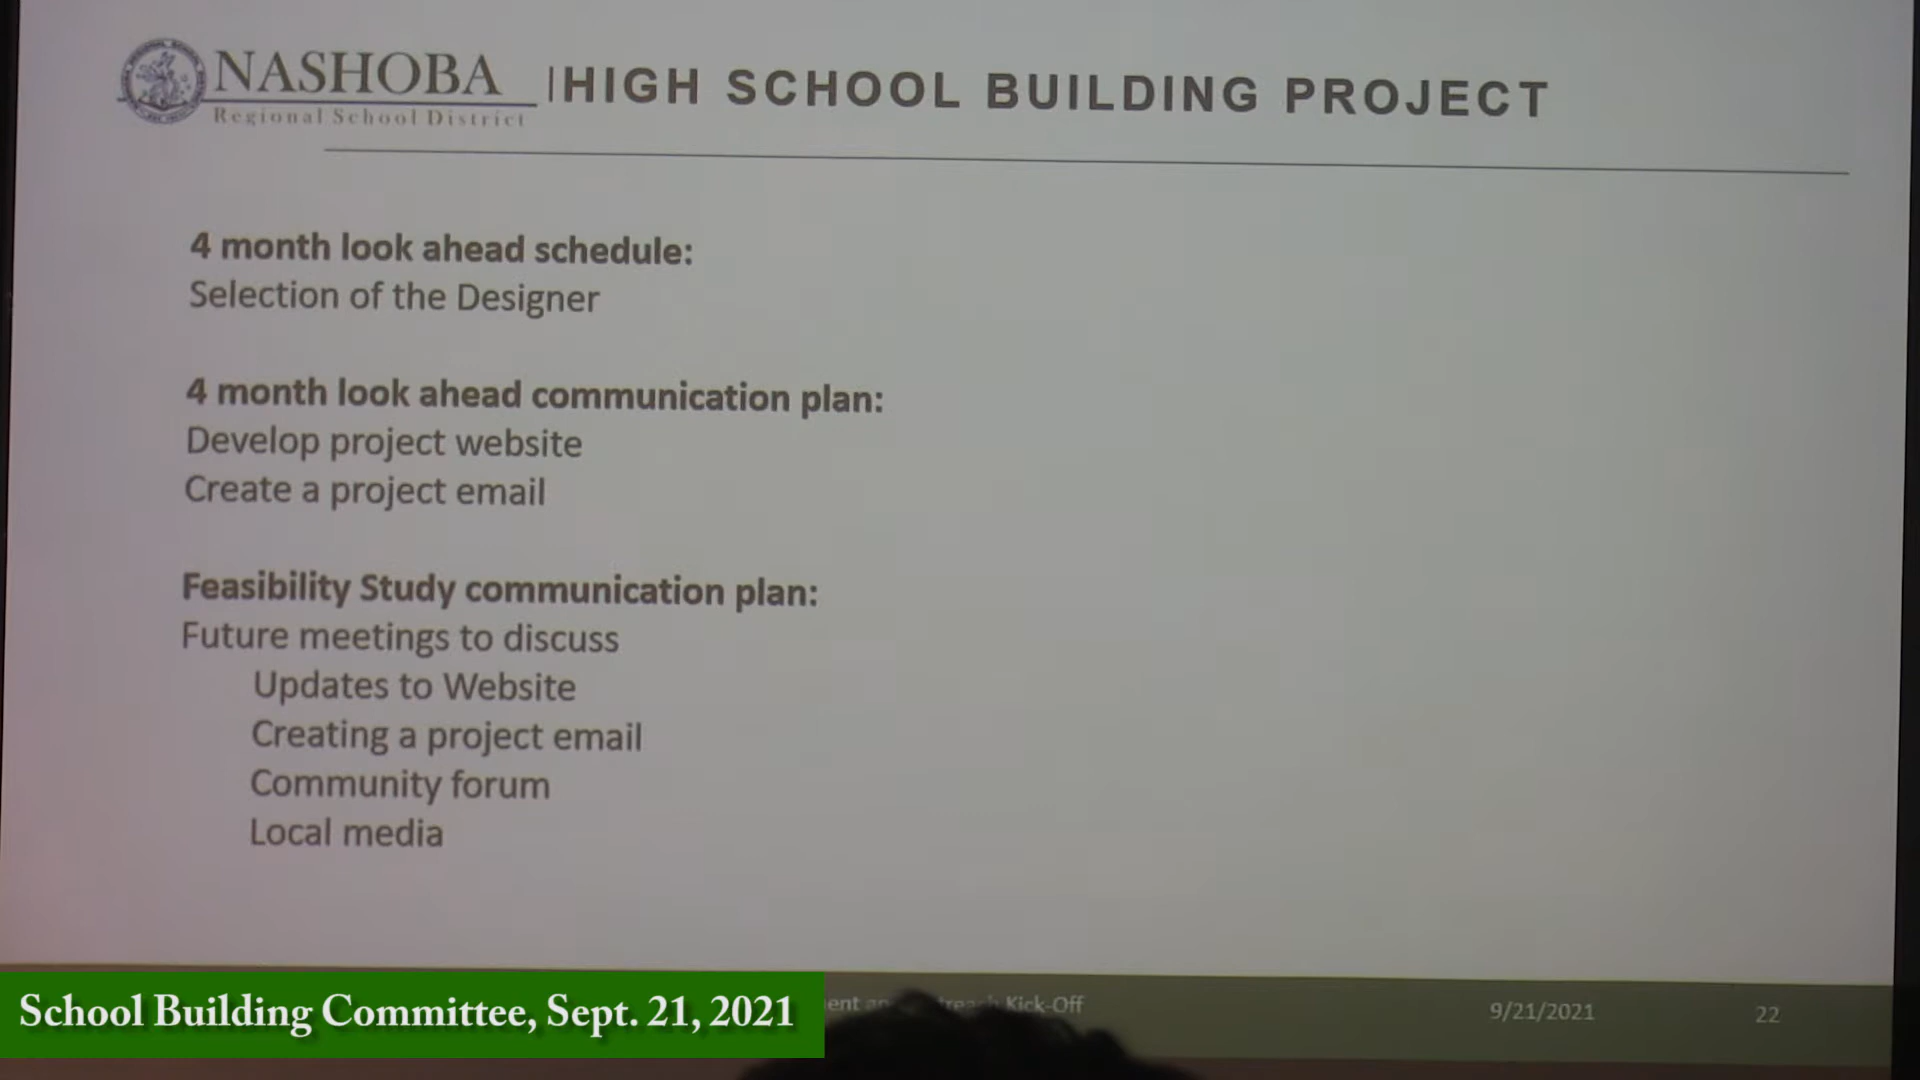 NASHOBA
Regional School District
HIGH SCHOOL BUILDING PROJECT
4 month look ahead schedule:
Selection of the Designer
4 month look ahead communication plan:
Develop project website
Create a project email
Feasibility Study communication plan:
Future meetings to discuss
Updates to Website
Creating a project email
Community forum
Local media
School Building Committee, Sept. 21, 2021
Kick-Off
9/21/2021
22